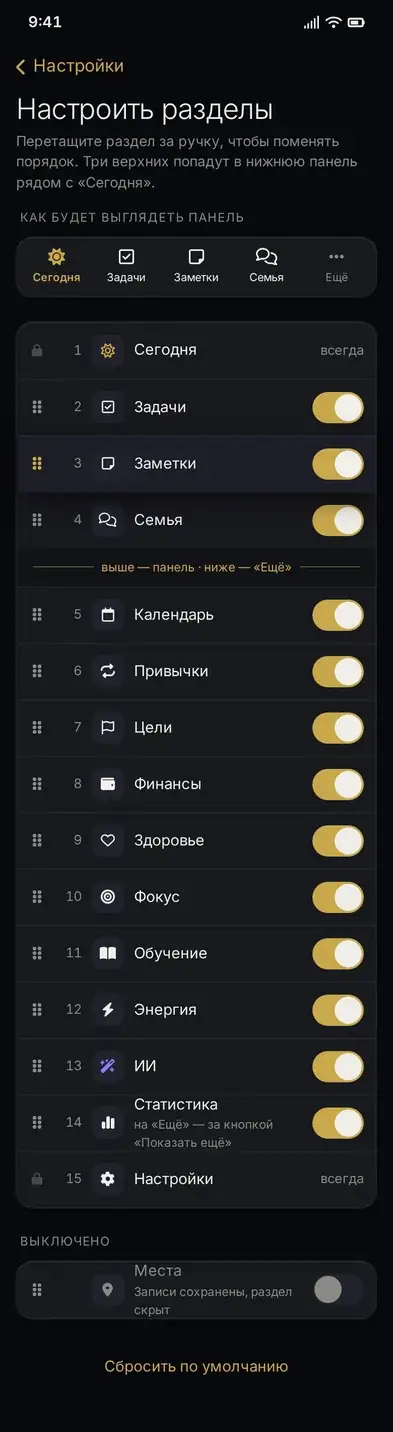 9:41
Настройки
Настроить разделы
Перетащите раздел за ручку, чтобы поменять
порядок. Три верхних попадут в нижнюю панель
рядом с «Сегодня».
КАК БУДЕТ ВЫГЛЯДЕТЬ ПАНЕЛЬ
Сегодня Задачи Заметки Семья Ещё
1 Сегодня всегда
2 Задачи
3 Заметки
4 Семья
выше — панель · ниже — «Ещё»
5 Календарь
6 Привычки
7 Цели
8 Финансы
9 Здоровье
10 Фокус
11 Обучение
12 Энергия
13 ИИ
14 Статистика
на «Ещё» — за кнопкой
«Показать ещё»
15 Настройки всегда
ВЫКЛЮЧЕНО
Места
Записи сохранены, раздел
скрыт
Сбросить по умолчанию